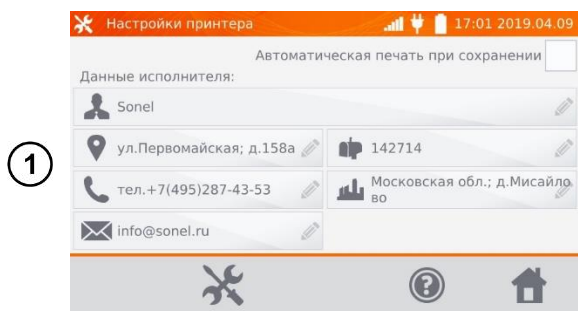 Настройки принтера 17:01 2019.04.09
Автоматическая печать при сохранении
Данные исполнителя:
Sonel
ул.Первомайская; д.158а
142714
1
тел.+7(495)287-43-53
Московская обл.; д.Мисайло
во
info@sonel.ru
?